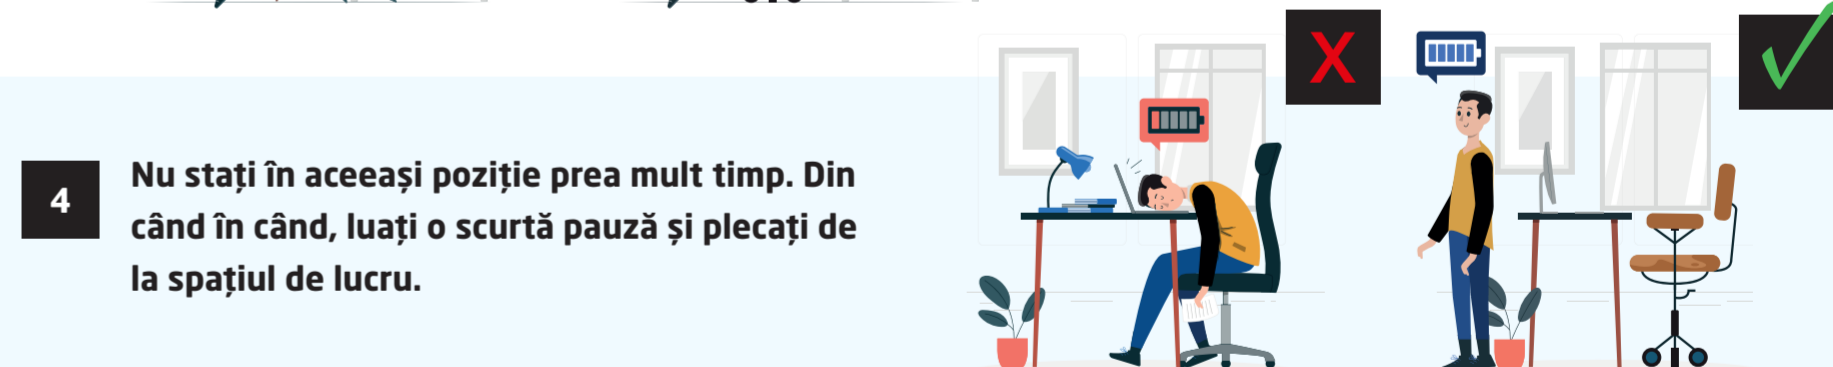 4
Nu stați în aceeași poziție prea mult timp. Din
când în când, luați o scurtă pauză și plecați de
la spațiul de lucru.
X